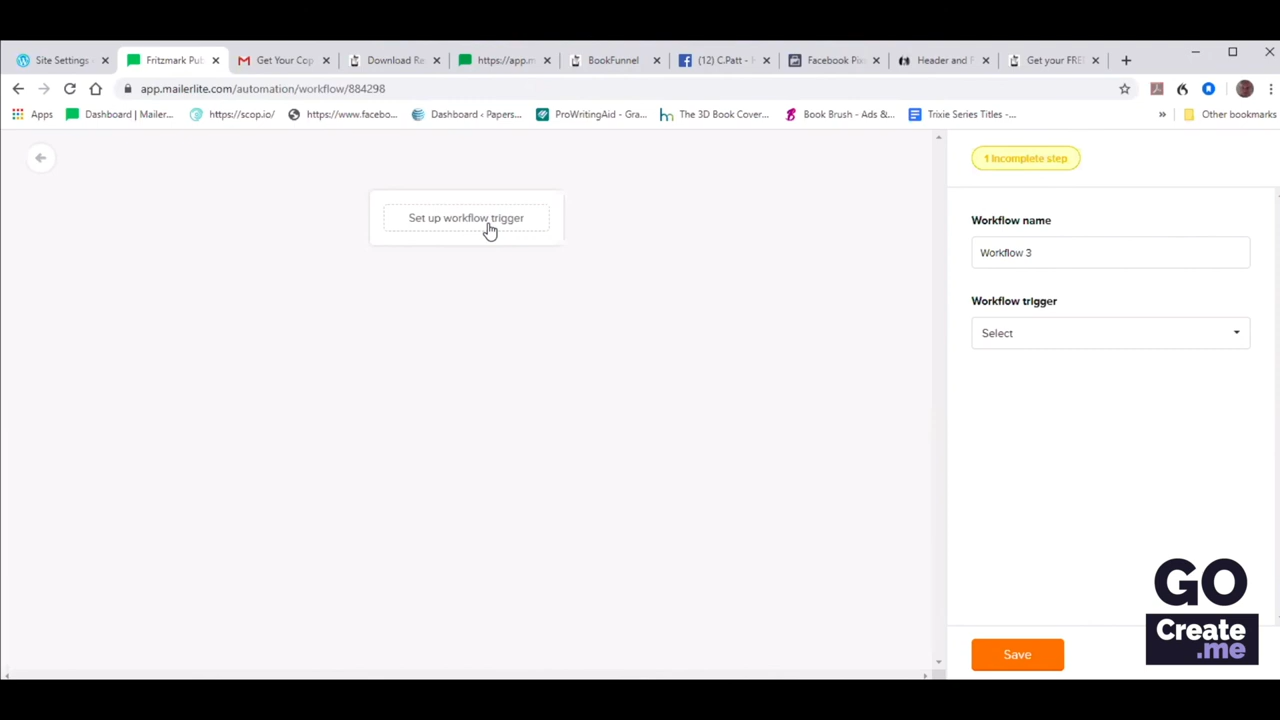 Site Settings
Fritzmark Pub
Get Your Cop
Download Re
https://app.m
BookFunnel
(12) C.Patt -
Facebook Pix
Header and F
Get your FRE
app.mailerlite.com/automation/workflow/884298
Apps
Dashboard | Mailer...
https://scop.io/
https://www.facebo...
Dashboard ‹ Papers...
ProWritingAid - Gra...
The 3D Book Cover...
Book Brush - Ads &...
Trixie Series Titles -...
»
Other bookmarks
1 Incomplete step
Set up workflow trigger
Workflow name
Workflow 3
Workflow trigger
Select
GO
Create
.me
Save